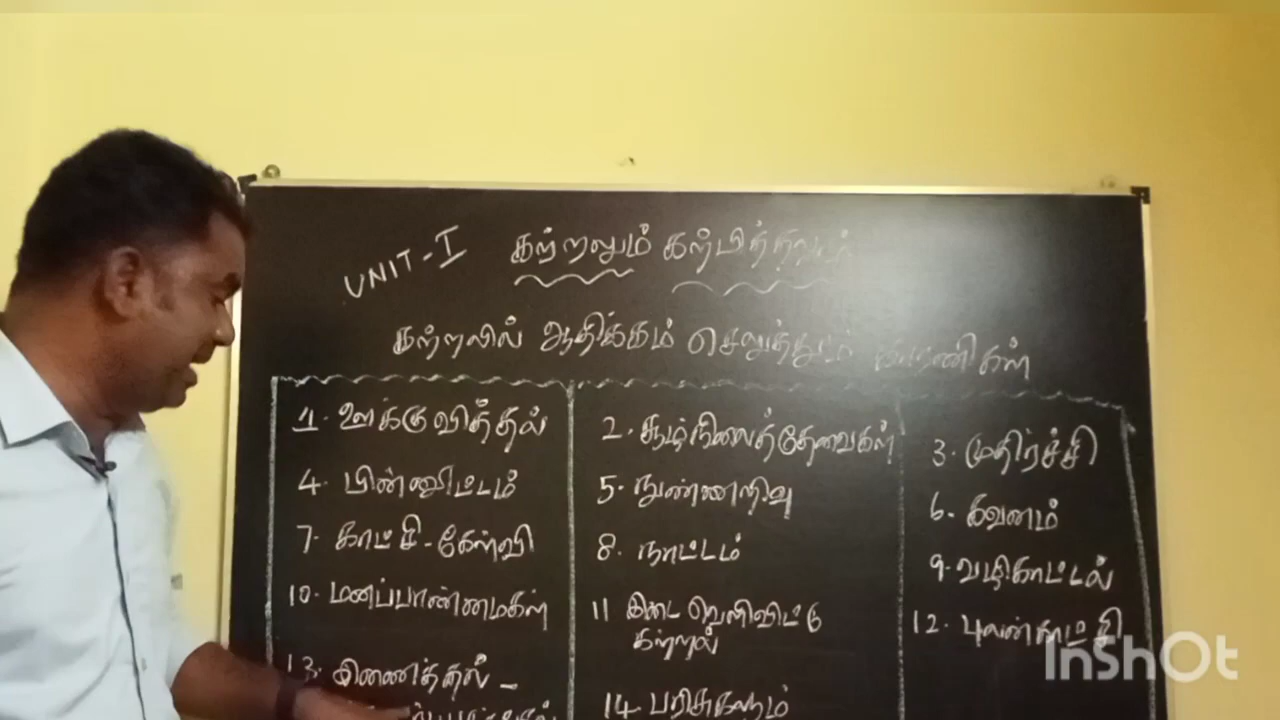 UNIT-I கற்றலும் கற்பித்தலும்
கற்றலில் ஆதிக்கம் செலுத்தும் காரணிகள்
1. ஊக்குவித்தல்
2. சூழ்நிலைத்தேவைகள்
3. முதிர்ச்சி
4. பின்னூட்டம்
5. நுண்ணறிவு
6. கவனம்
7. காட்சி-கேள்வி
8. நாட்டம்
9. வழிகாட்டல்
10. மனப்பான்மைகள்
11 இடைவெளிவிட்டு
கற்றல்
12. புலன்காட்சி
13. இணைத்தல் -
14. பரிசுகளும்
InShOt